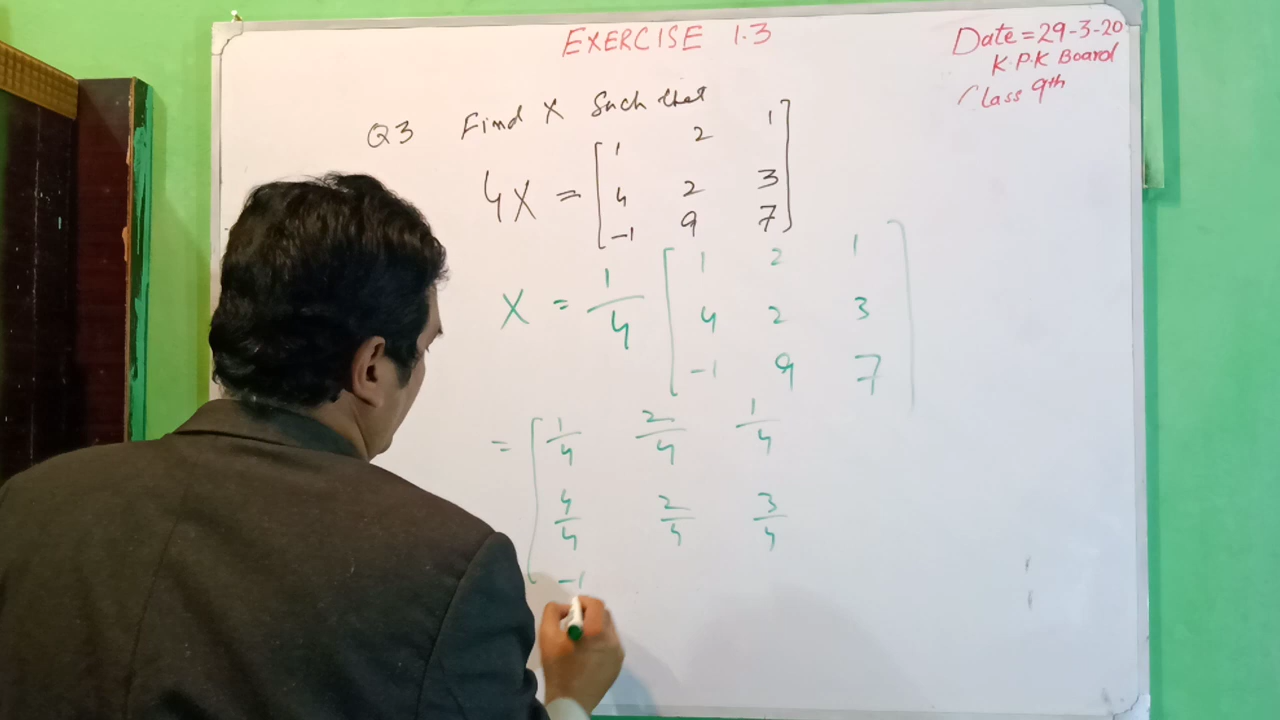 EXERCISE 1.3
Date = 29-3-20
K.P.K Board
Class 9th
Q3 Find X Such that
4X = [ 1 2 1
4 2 3
-1 9 7 ]
X = 1/4 [ 1 2 1
4 2 3
-1 9 7 ]
= [ 1/4 2/4 1/4
4/4 2/4 3/4
-1